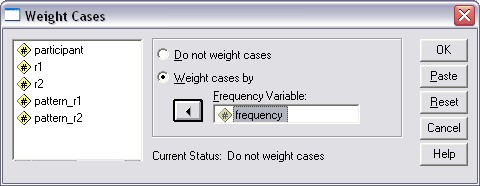 Weight Cases
participant
r1
r2
pattern_r1
pattern_r2
Do not weight cases
Weight cases by
Frequency Variable:
frequency
Current Status: Do not weight cases
OK
Paste
Reset
Cancel
Help